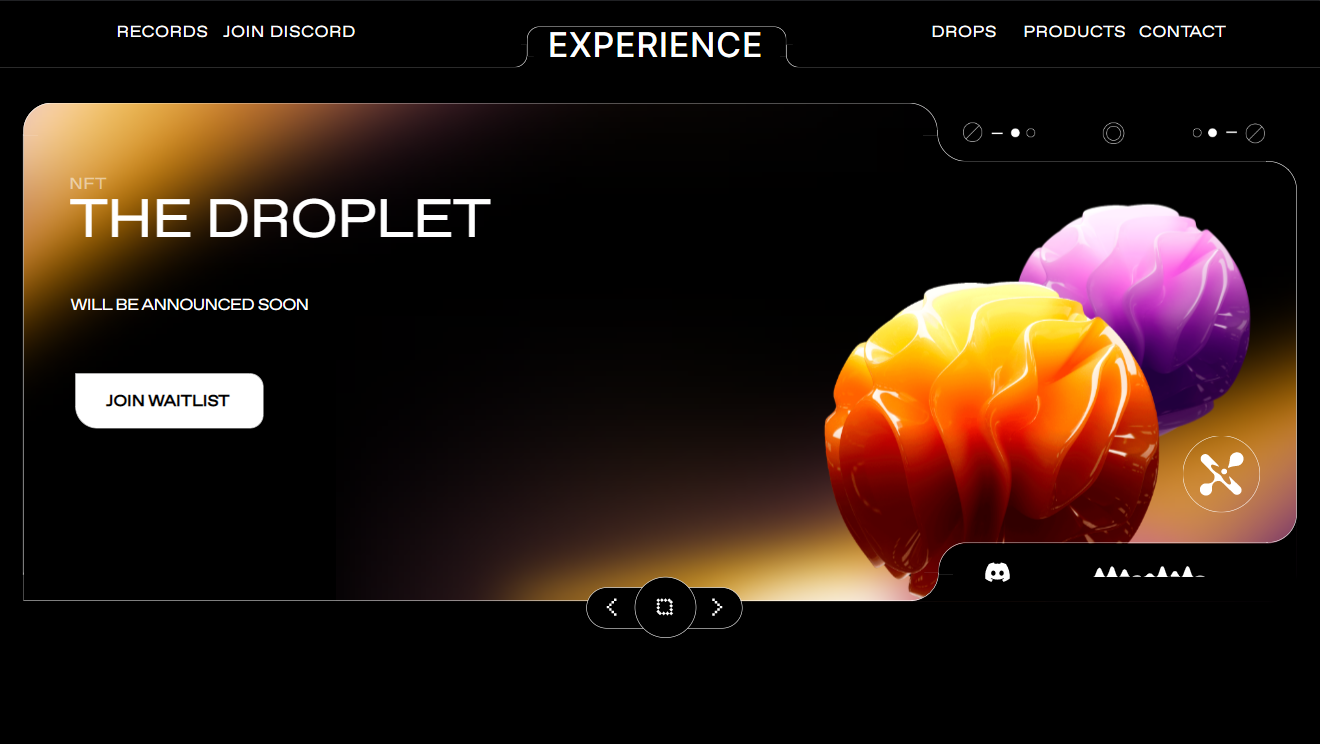 RECORDS JOIN DISCORD
EXPERIENCE
DROPS PRODUCTS CONTACT
NFT
THE DROPLET
WILL BE ANNOUNCED SOON
JOIN WAITLIST